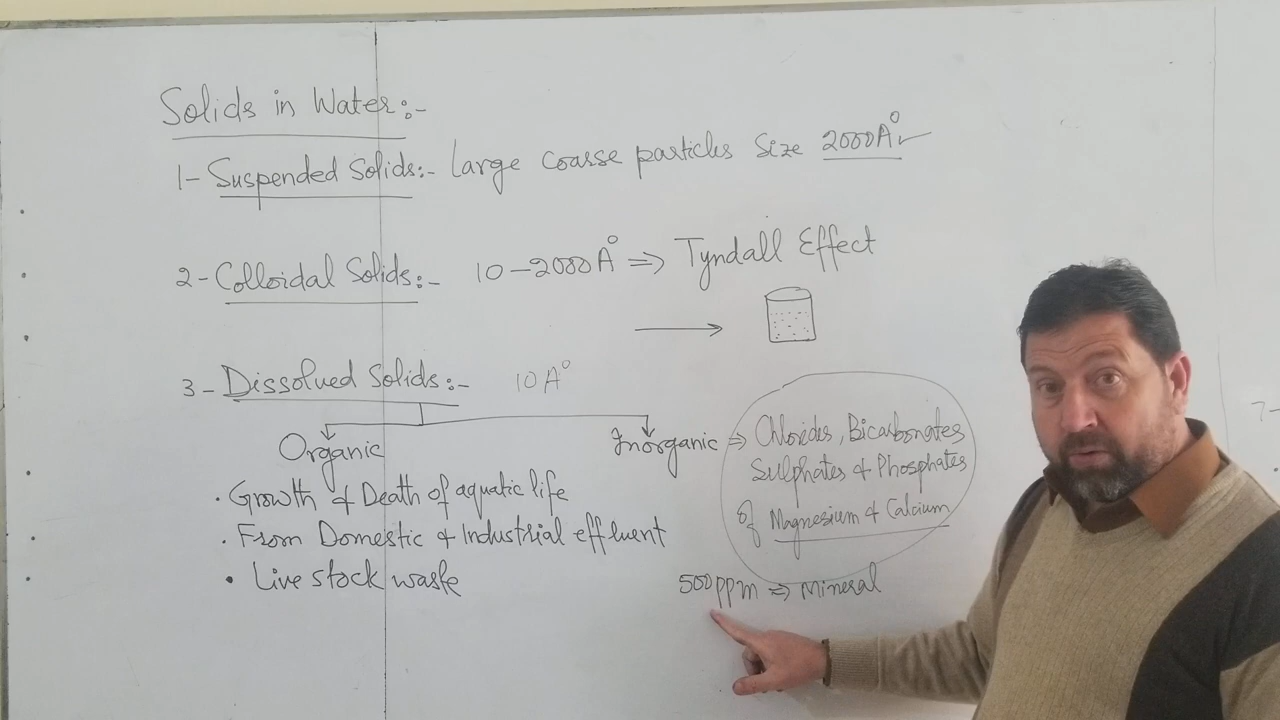 Solids in Water:-
1- Suspended Solids:- Large coarse particles Size 2000A°
2- Colloidal Solids:- 10-2000A° ⇒ Tyndall Effect
3- Dissolved Solids:- 10A°
Organic
Inorganic ⇒ Chlorides, Bicarbonates
Sulphates & Phosphates
of Magnesium & Calcium
• Growth & Death of aquatic life
• From Domestic & Industrial effluent
• Live stock waste
500ppm ⇒ Mineral